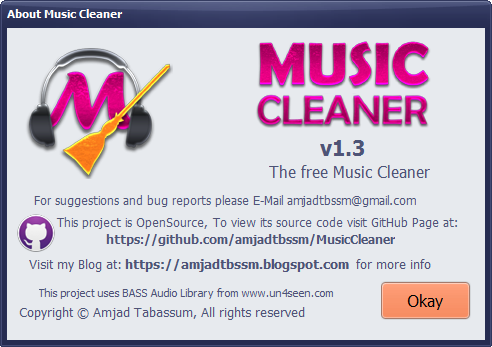 About Music Cleaner
M
MUSIC
CLEANER
v1.3
The free Music Cleaner
For suggestions and bug reports please E-Mail amjadtbssm@gmail.com
This project is OpenSource, To view its source code visit GitHub Page at:
https://github.com/amjadtbssm/MusicCleaner
Visit my Blog at: https://amjadtbssm.blogspot.com for more info
This project uses BASS Audio Library from www.un4seen.com
Copyright © Amjad Tabassum, All rights reserved
Okay